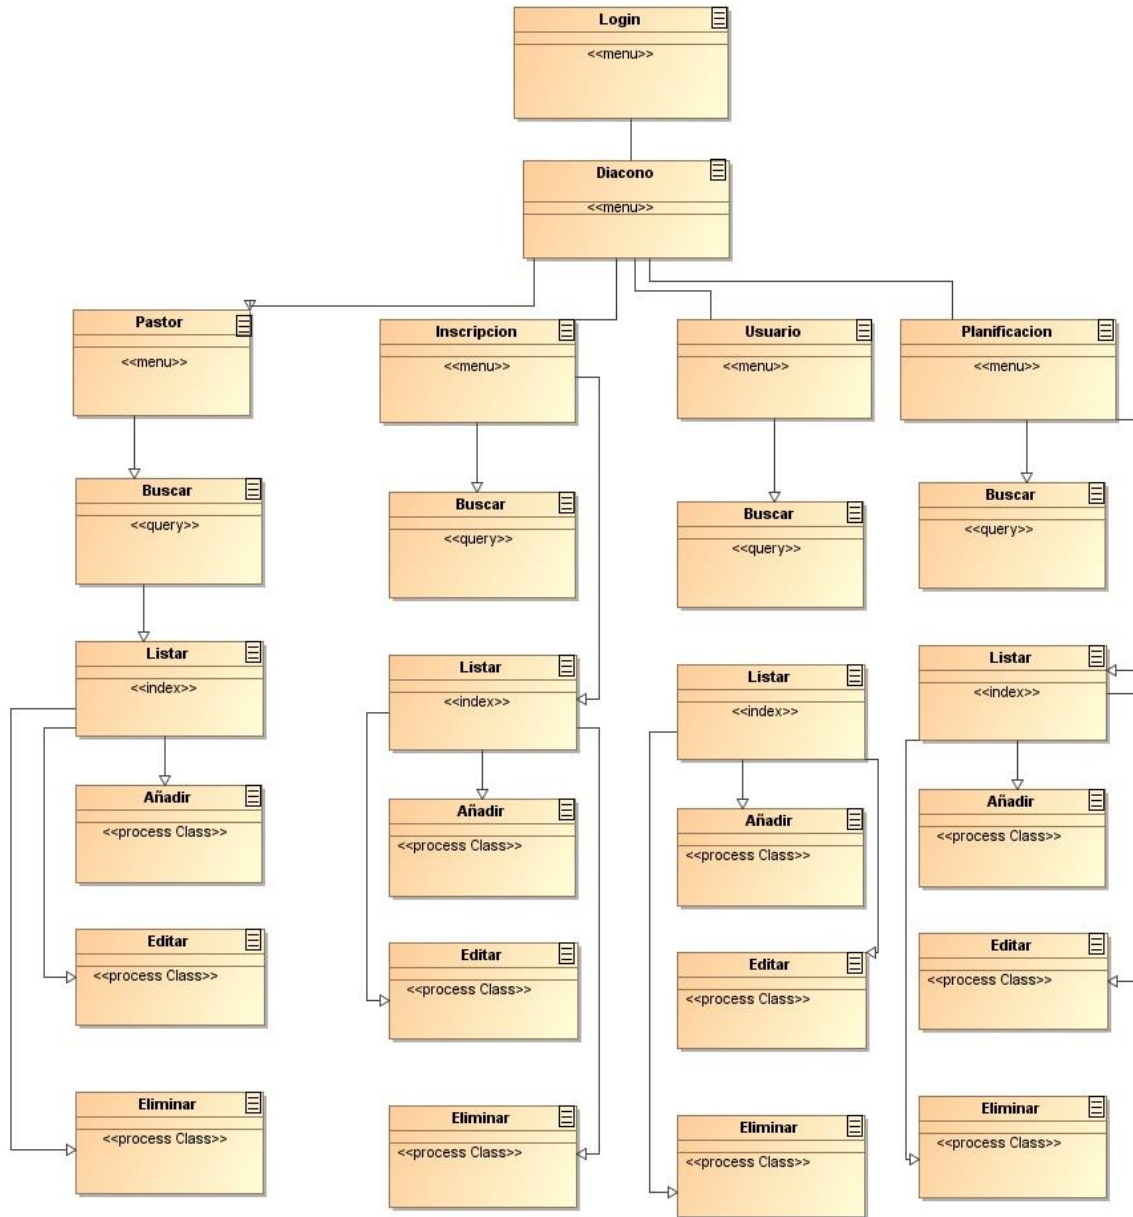 Login
<<menu>>
Diacono
<<menu>>
Pastor
<<menu>>
Inscripcion
<<menu>>
Usuario
<<menu>>
Planificacion
<<menu>>
Buscar
<<query>>
Buscar
<<query>>
Buscar
<<query>>
Buscar
<<query>>
Listar
<<index>>
Listar
<<index>>
Listar
<<index>>
Listar
<<index>>
Añadir
<<process Class>>
Añadir
<<process Class>>
Añadir
<<process Class>>
Añadir
<<process Class>>
Editar
<<process Class>>
Editar
<<process Class>>
Editar
<<process Class>>
Editar
<<process Class>>
Eliminar
<<process Class>>
Eliminar
<<process Class>>
Eliminar
<<process Class>>
Eliminar
<<process Class>>